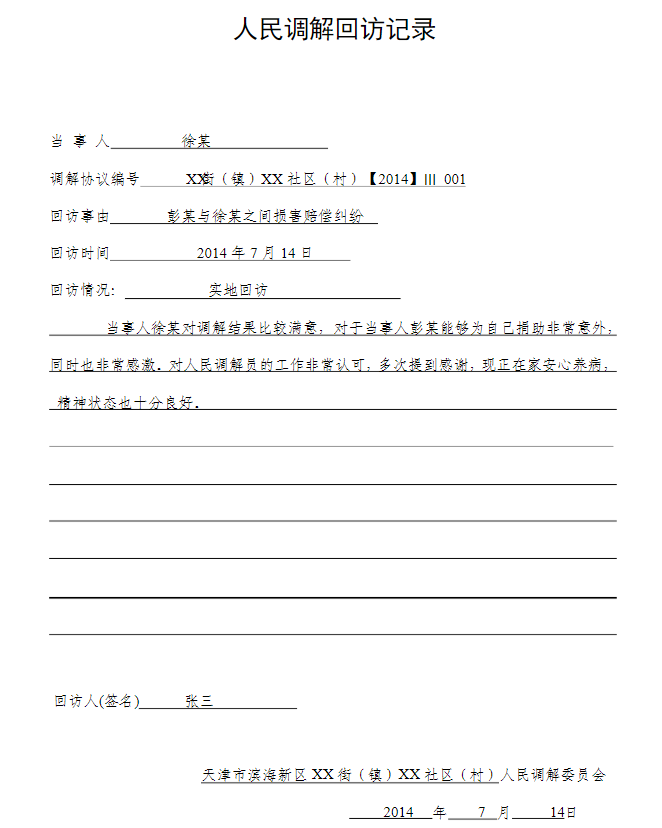 人民调解回访记录
当 事 人 徐某
调解协议编号 XX街（镇）XX 社区（村）【2014】III 001
回访事由 彭某与徐某之间损害赔偿纠纷
回访时间 2014 年 7 月 14 日
回访情况： 实地回访
当事人徐某对调解结果比较满意，对于当事人彭某能够为自己捐助非常意外，
同时也非常感激．对人民调解员的工作非常认可，多次提到感谢，现正在家安心养病，
精神状态也十分良好．
回访人(签名) 张三
天津市滨海新区 XX 街（镇）XX 社区（村）人民调解委员会
2014 年 7 月 14日